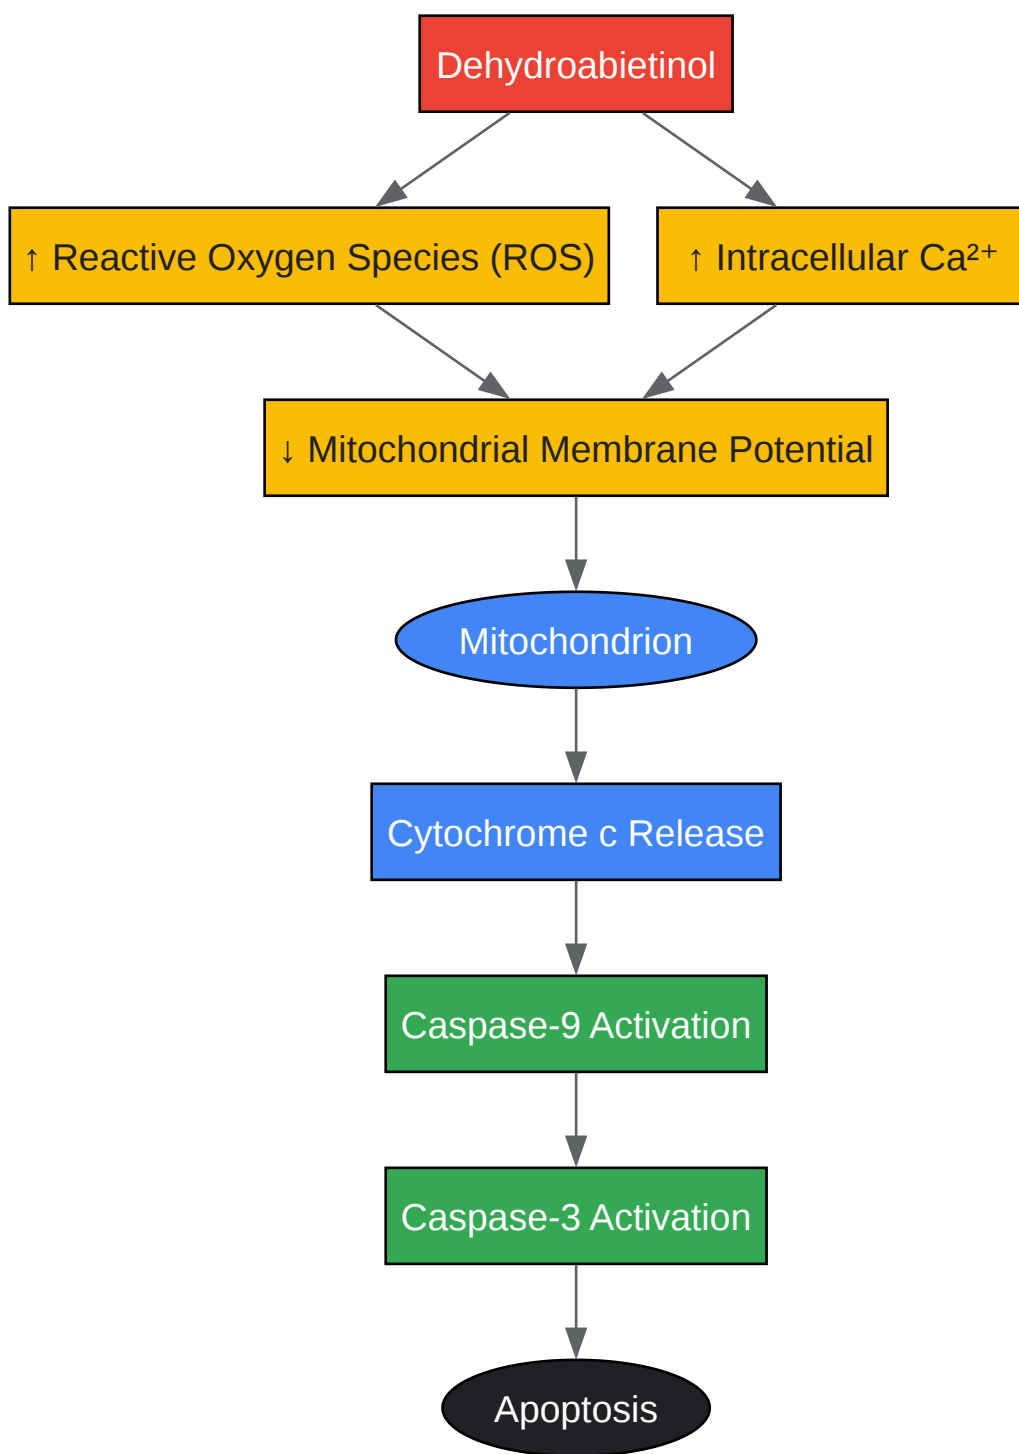 Dehydroabietinol
↑ Reactive Oxygen Species (ROS)
↑ Intracellular Ca²⁺
↓ Mitochondrial Membrane Potential
Mitochondrion
Cytochrome c Release
Caspase-9 Activation
Caspase-3 Activation
Apoptosis